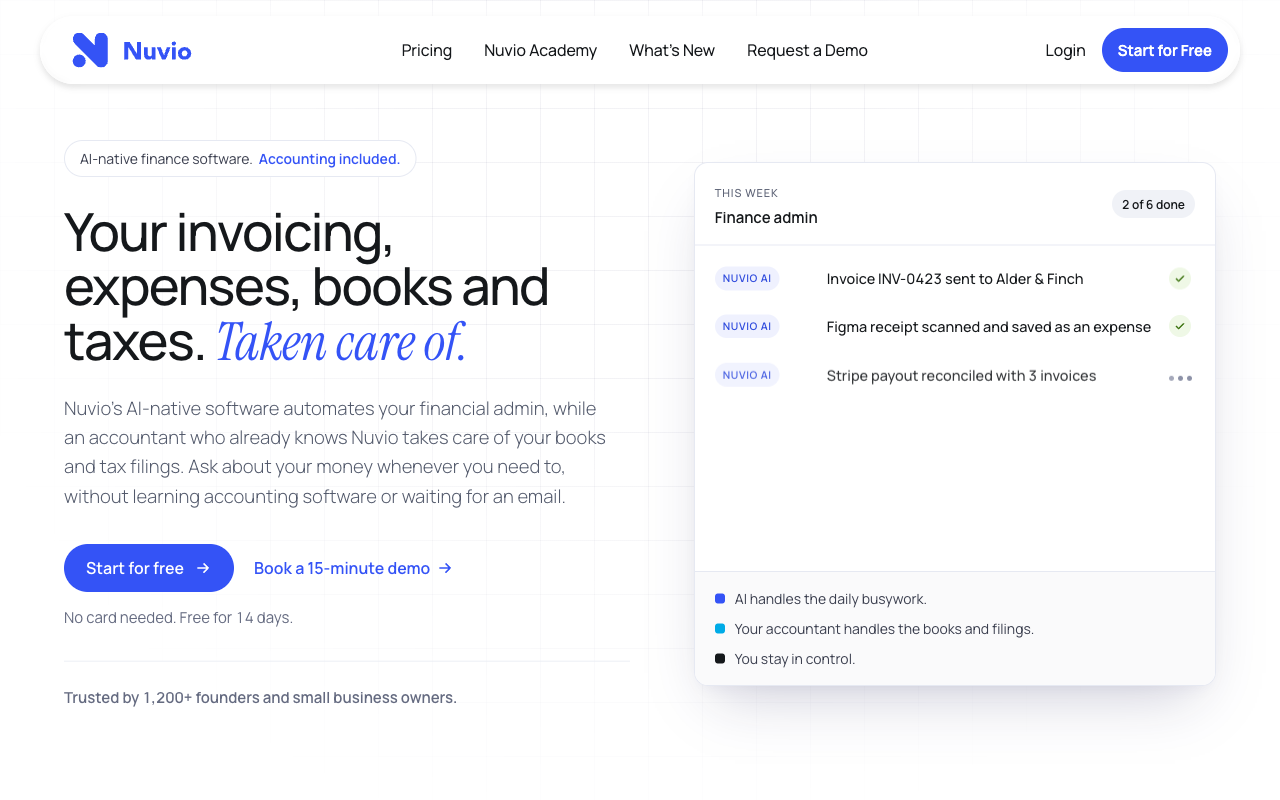 Nuvio
Pricing
Nuvio Academy
What's New
Request a Demo
Login
Start for Free
AI-native finance software. Accounting included.
Your invoicing,
expenses, books and
taxes. Taken care of.
Nuvio's AI-native software automates your financial admin, while
an accountant who already knows Nuvio takes care of your books
and tax filings. Ask about your money whenever you need to,
without learning accounting software or waiting for an email.
Start for free →
Book a 15-minute demo →
No card needed. Free for 14 days.
Trusted by 1,200+ founders and small business owners.
THIS WEEK
Finance admin
2 of 6 done
NUVIO AI Invoice INV-0423 sent to Alder & Finch
NUVIO AI Figma receipt scanned and saved as an expense
NUVIO AI Stripe payout reconciled with 3 invoices
AI handles the daily busywork.
Your accountant handles the books and filings.
You stay in control.